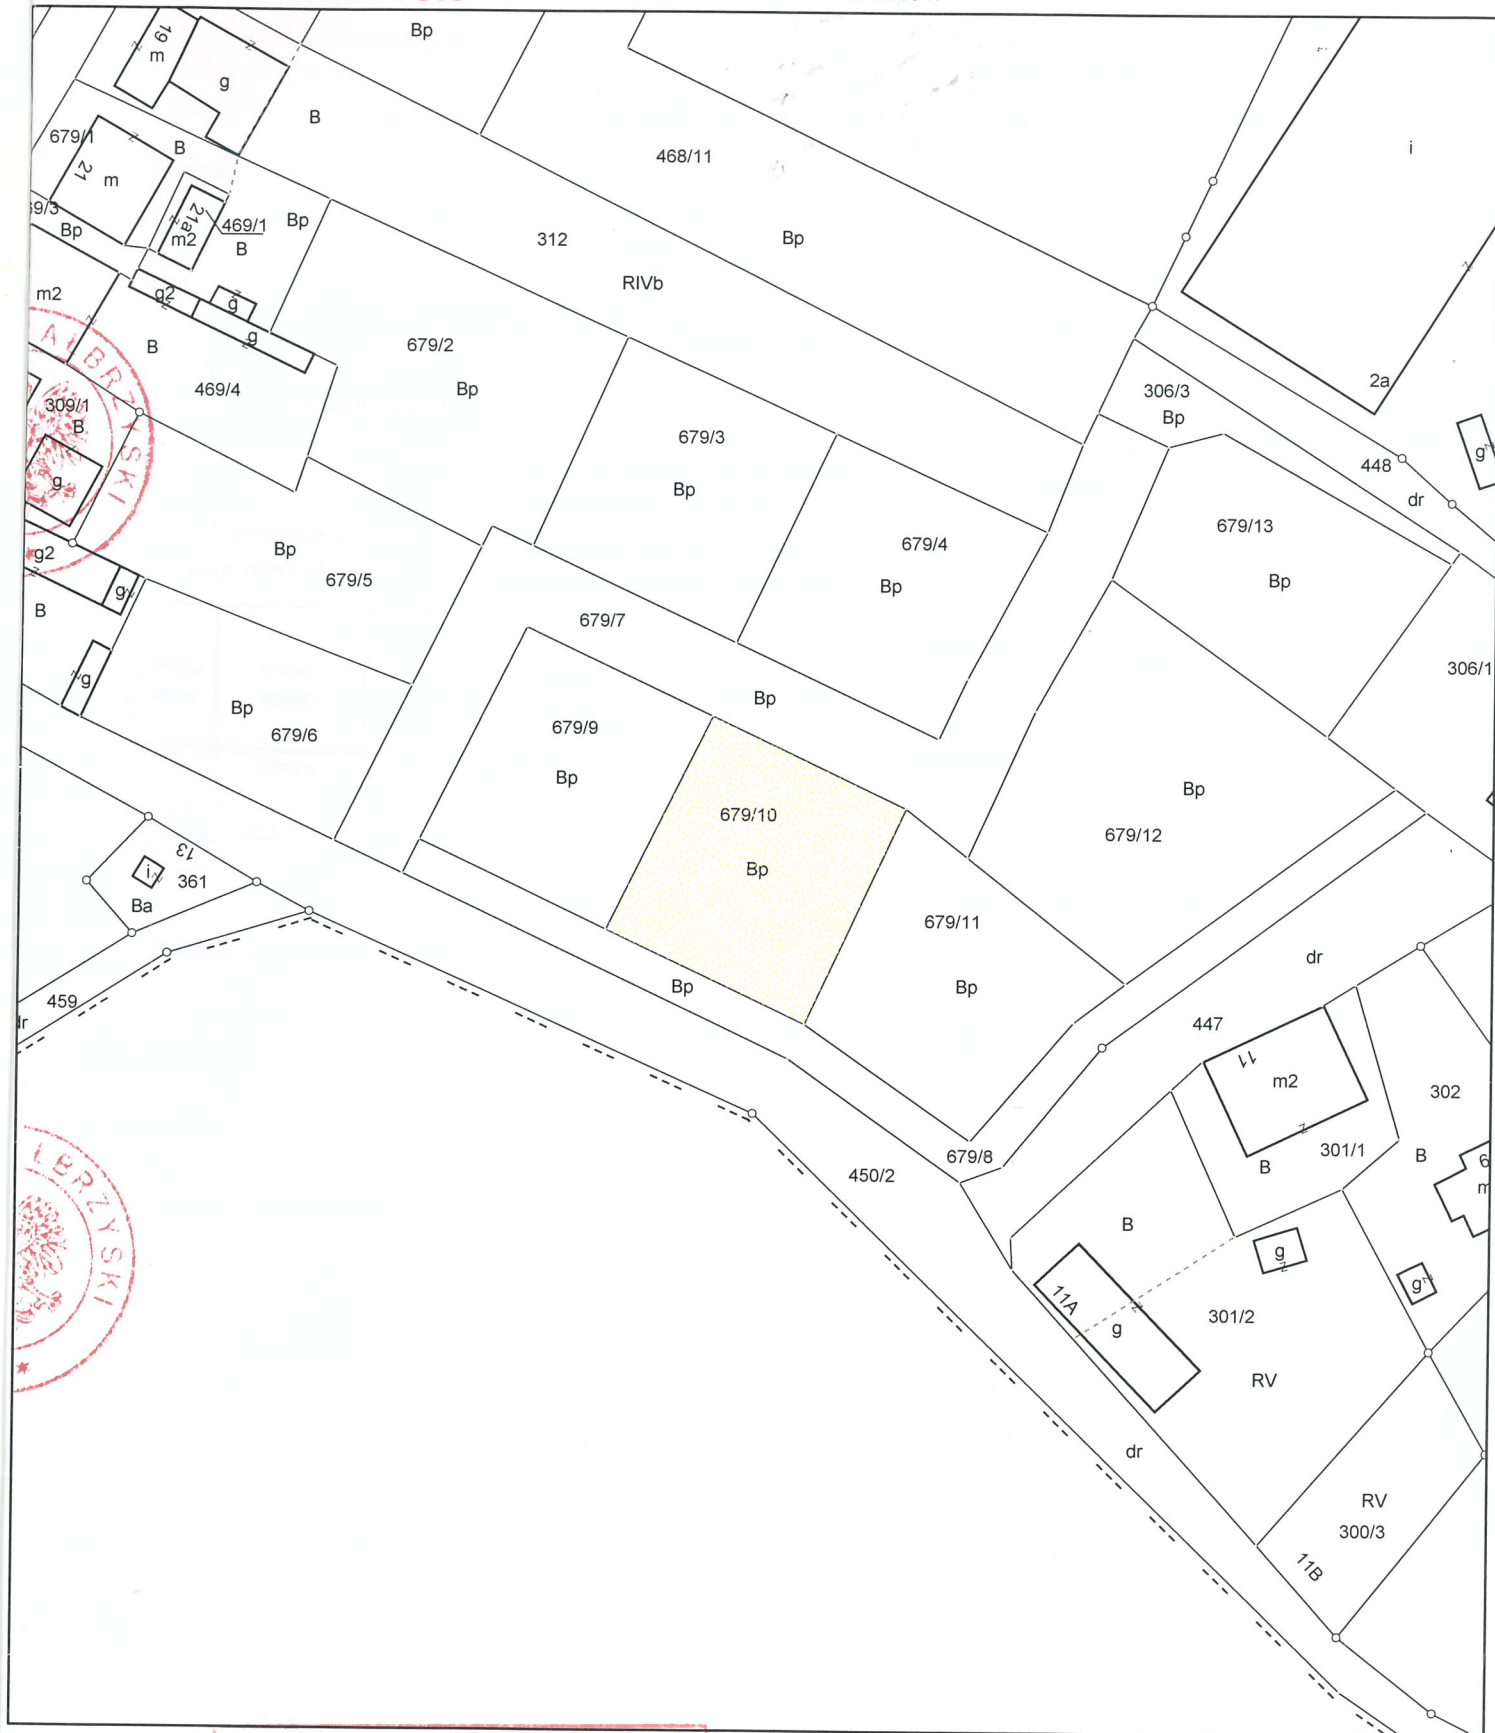 Bp
19
m
g
B
i
679/1
B
468/11
21
m
469/1
Bp
21a
m2
B
Bp
312
Bp
RIVb
m2
g2
g
g
B
679/2
Bp
2a
306/3
Bp
469/4
309/1
B
679/3
Bp
g
448
dr
g
679/13
Bp
679/4
Bp
Bp
679/5
g2
g
B
679/7
Bp
g
Bp
679/6
679/9
Bp
306/1
Bp
679/12
679/10
Bp
13
i
361
Ba
679/11
Bp
dr
Bp
459
447
11
m2
302
679/8
301/1
B
B
450/2
B
6
g
g
11A
g
301/2
RV
dr
RV
300/3
11B
AŁBRZYSKI
ŁBRZYSKI